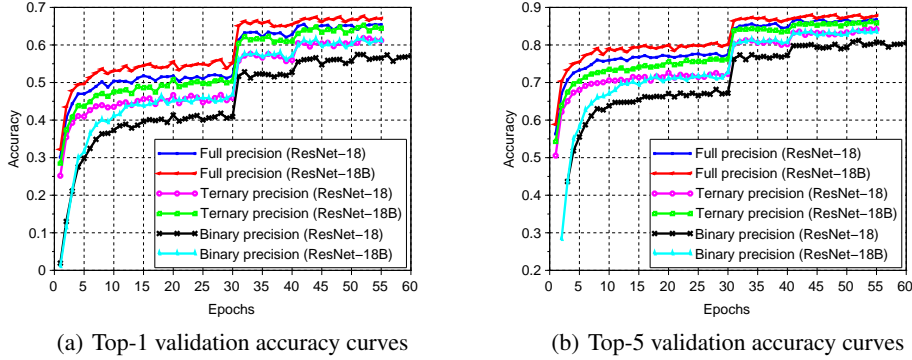 0.7
0.6
0.5
0.4
0.3
0.2
0.1
0
Accuracy
0 5 10 15 20 25 30 35 40 45 50 55 60
Epochs
Full precision (ResNet−18)
Full precision (ResNet−18B)
Ternary precision (ResNet−18)
Ternary precision (ResNet−18B)
Binary precision (ResNet−18)
Binary precision (ResNet−18B)
(a) Top-1 validation accuracy curves
0.9
0.8
0.7
0.6
0.5
0.4
0.3
0.2
Accuracy
0 5 10 15 20 25 30 35 40 45 50 55 60
Epochs
Full precision (ResNet−18)
Full precision (ResNet−18B)
Ternary precision (ResNet−18)
Ternary precision (ResNet−18B)
Binary precision (ResNet−18)
Binary precision (ResNet−18B)
(b) Top-5 validation accuracy curves